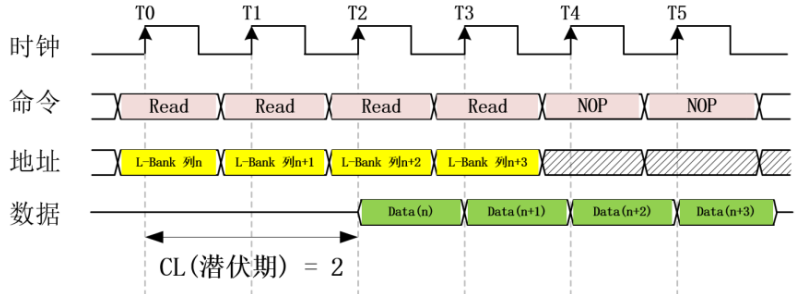 T0 T1 T2 T3 T4 T5
时钟
命令 Read Read Read Read NOP NOP
地址 L-Bank 列n L-Bank 列n+1 L-Bank 列n+2 L-Bank 列n+3
数据 Data(n) Data(n+1) Data(n+2) Data(n+3)
CL(潜伏期) = 2